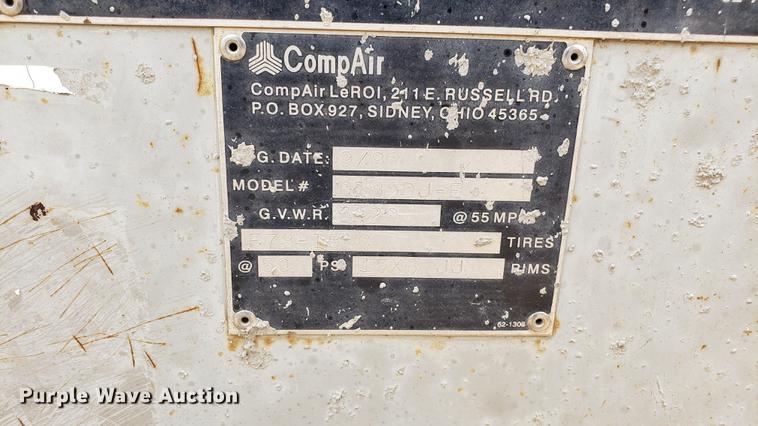 CompAir
CompAir LeROI, 211 E. RUSSELL RD.
P.O. BOX 927, SIDNEY, OHIO 45365
G. DATE:
MODEL #
G.V.W.R. @ 55 MPH
TIRES
@ PSI RIMS
62-1308
Purple Wave Auction